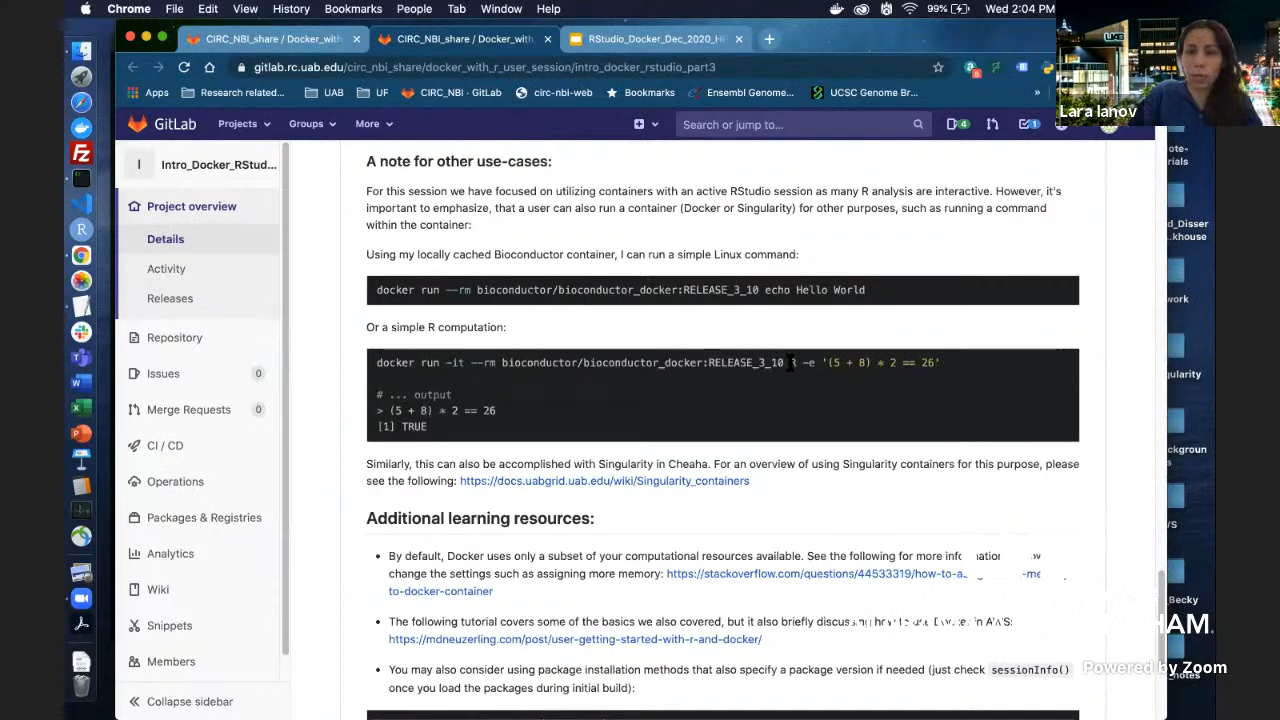 Chrome File Edit View History Bookmarks People Tab Window Help 99% Wed 2:04 PM
CIRC_NBI_share / Docker_with_ CIRC_NBI_share / Docker_with_ RStudio_Docker_Dec_2020_H
UAB
gitlab.rc.uab.edu/circ_nbi_share/ _with_r_user_session/intro_docker_rstudio_part3
Apps Research related... UAB UF CIRC_NBI · GitLab circ-nbi-web Bookmarks Ensembl Genome... UCSC Genome Br... »
Lara Ianov
GitLab Projects Groups More Search or jump to... 4 1
I Intro_Docker_RStud...
Project overview
Details
Activity
Releases
Repository
Issues 0
Merge Requests 0
CI / CD
Operations
Packages & Registries
Analytics
Wiki
Snippets
Members
Collapse sidebar
A note for other use-cases:
For this session we have focused on utilizing containers with an active RStudio session as many R analysis are interactive. However, it's
important to emphasize, that a user can also run a container (Docker or Singularity) for other purposes, such as running a command
within the container:
Using my locally cached Bioconductor container, I can run a simple Linux command:
docker run --rm bioconductor/bioconductor_docker:RELEASE_3_10 echo Hello World
Or a simple R computation:
docker run -it --rm bioconductor/bioconductor_docker:RELEASE_3_10 R -e '(5 + 8) * 2 == 26'
# ... output
> (5 + 8) * 2 == 26
[1] TRUE
Similarly, this can also be accomplished with Singularity in Cheaha. For an overview of using Singularity containers for this purpose, please
see the following: https://docs.uabgrid.uab.edu/wiki/Singularity_containers
Additional learning resources:
By default, Docker uses only a subset of your computational resources available. See the following for more
change the settings such as assigning more memory: https://stackoverflow.com/questions/44533319/how-to-
to-docker-container
The following tutorial covers some of the basics we also covered, but it also briefly how to use Docker in AWS:
https://mdneuzerling.com/post/user-getting-started-with-r-and-docker/
You may also consider using package installation methods that also specify a package version if needed (just check sessionInfo()
once you load the packages during initial build):
Powered by Zoom